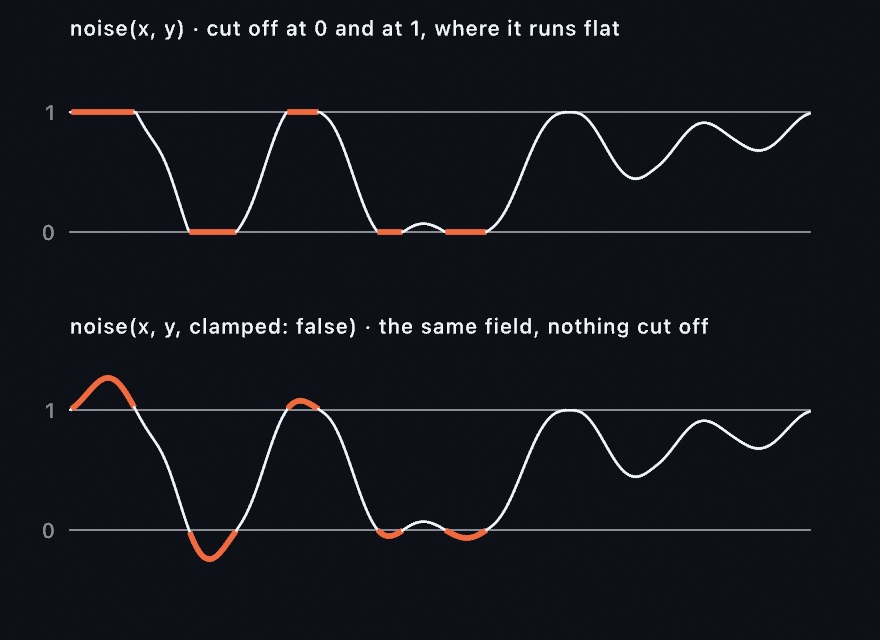 noise(x, y) · cut off at 0 and at 1, where it runs flat
1
0
noise(x, y, clamped: false) · the same field, nothing cut off
1
0